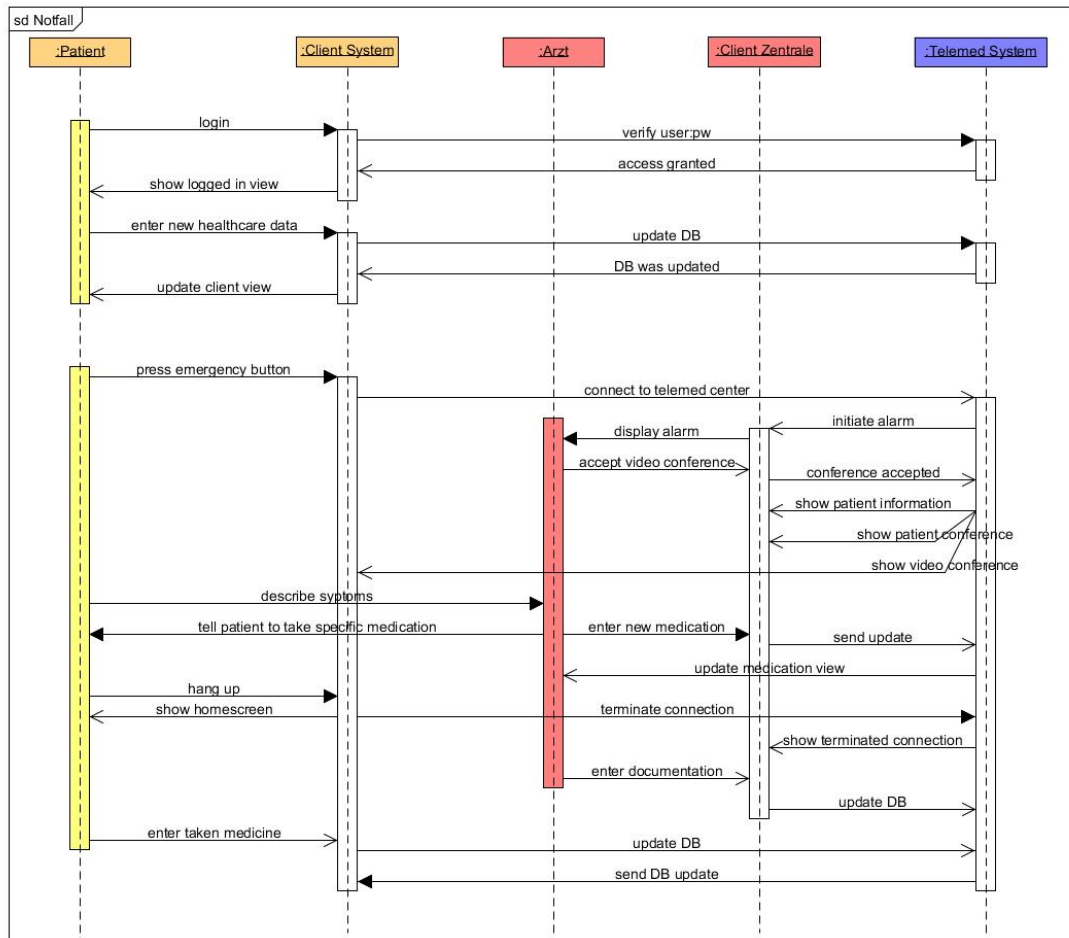 sd Notfall
:Patient
:Client System
:Arzt
:Client Zentrale
:Telemed System
login
verify user:pw
access granted
show logged in view
enter new healthcare data
update DB
DB was updated
update client view
press emergency button
connect to telemed center
initiate alarm
display alarm
accept video conference
conference accepted
show patient information
show patient conference
show video conference
describe syptoms
tell patient to take specific medication
enter new medication
send update
update medication view
hang up
show homescreen
terminate connection
show terminated connection
enter documentation
update DB
enter taken medicine
update DB
send DB update